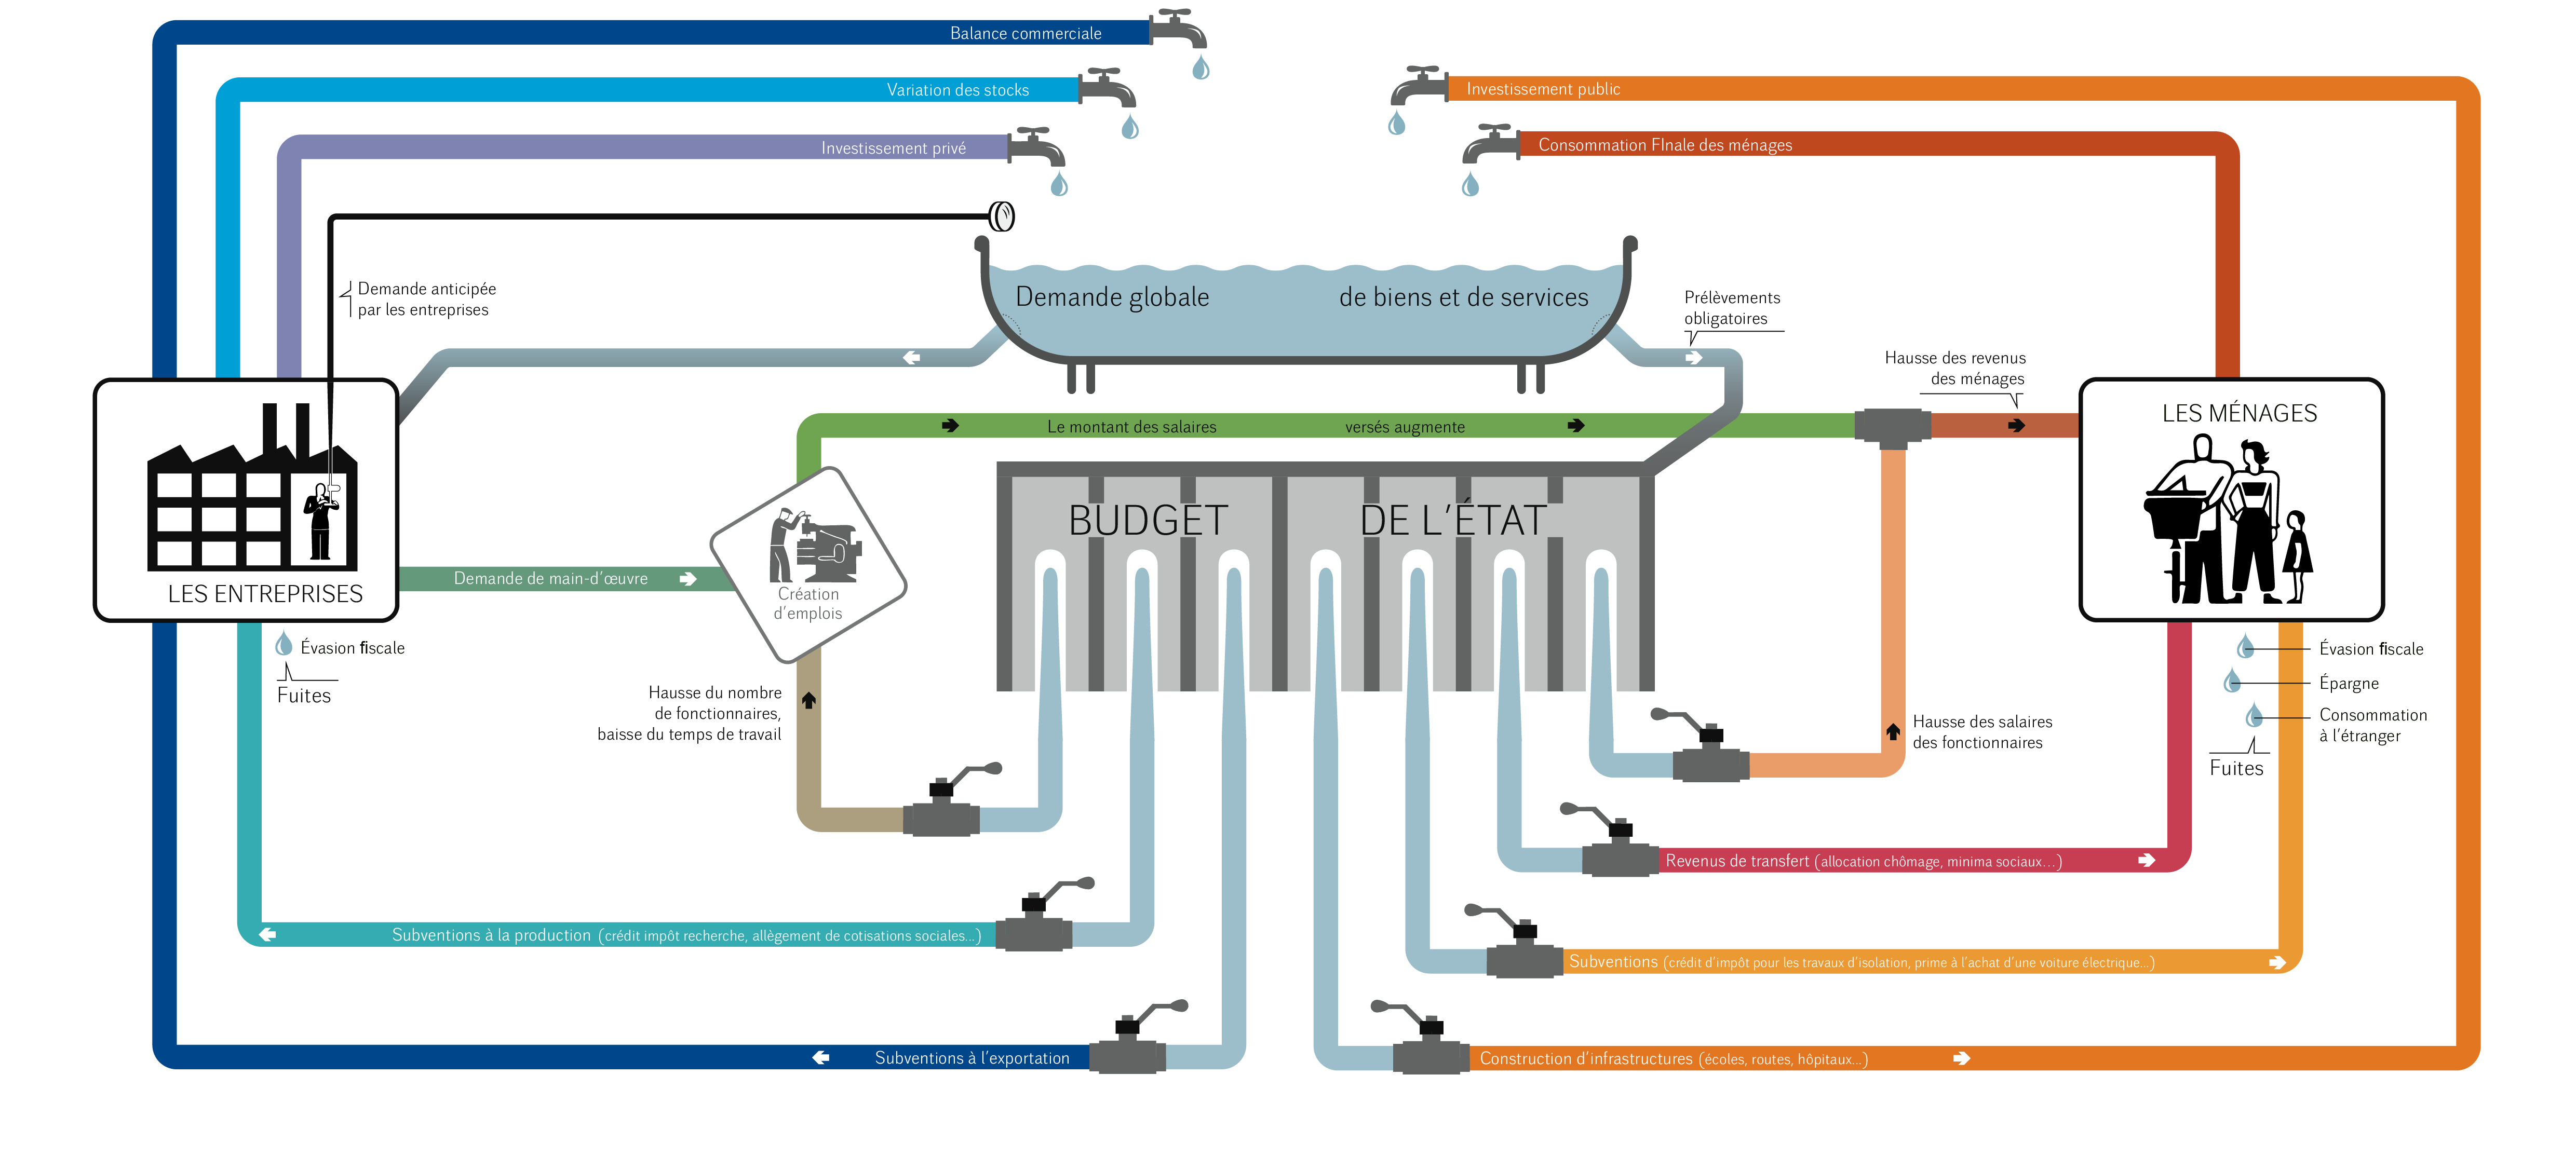 Balance commerciale
Variation des stocks
Investissement public
Investissement privé
Consommation FInale des ménages
Demande anticipée
par les entreprises
Demande globale de biens et de services
Prélèvements
obligatoires
Hausse des revenus
des ménages
Le montant des salaires versés augmente
LES MÉNAGES
BUDGET DE L'ÉTAT
LES ENTREPRISES
Demande de main-d'œuvre
Création
d'emplois
Évasion fiscale
Fuites
Hausse du nombre
de fonctionnaires,
baisse du temps de travail
Hausse des salaires
des fonctionnaires
Évasion fiscale
Épargne
Consommation
à l'étranger
Fuites
Revenus de transfert (allocation chômage, minima sociaux…)
Subventions à la production (crédit impôt recherche, allègement de cotisations sociales...)
Subventions (crédit d'impôt pour les travaux d'isolation, prime à l'achat d'une voiture électrique...)
Subventions à l'exportation
Construction d'infrastructures (écoles, routes, hôpitaux...)